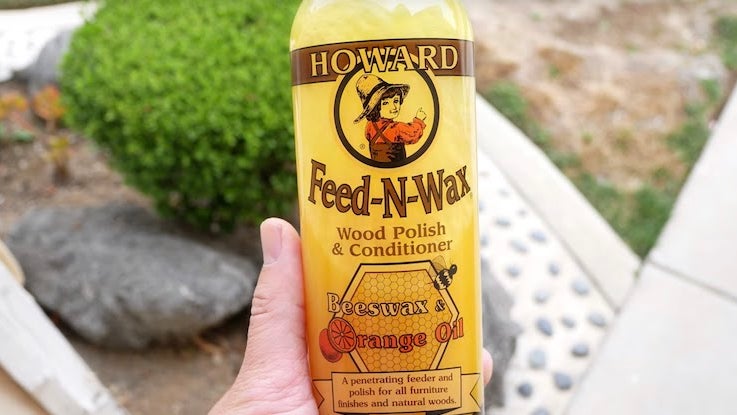 HOWARD
®
Feed-N-Wax
Wood Polish
& Conditioner
Beeswax &
Orange Oil
A penetrating feeder and
polish for all furniture
finishes and natural woods.